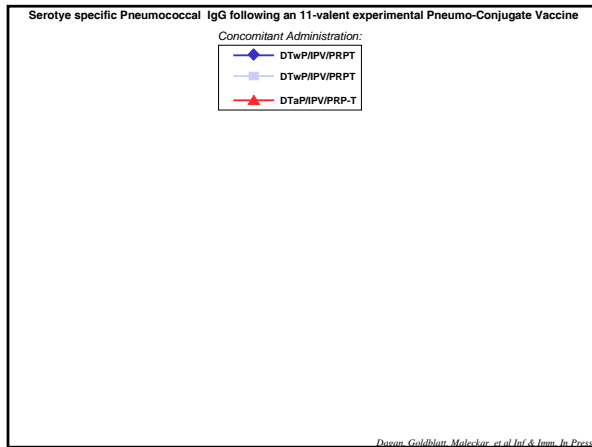 Serotye specific Pneumococcal IgG following an 11-valent experimental Pneumo-Conjugate Vaccine
Concomitant Administration:
DTwP/IPV/PRPT
DTwP/IPV/PRPT
DTaP/IPV/PRP-T
Dagan, Goldblatt, Maleckar et al Inf & Imm, In Press